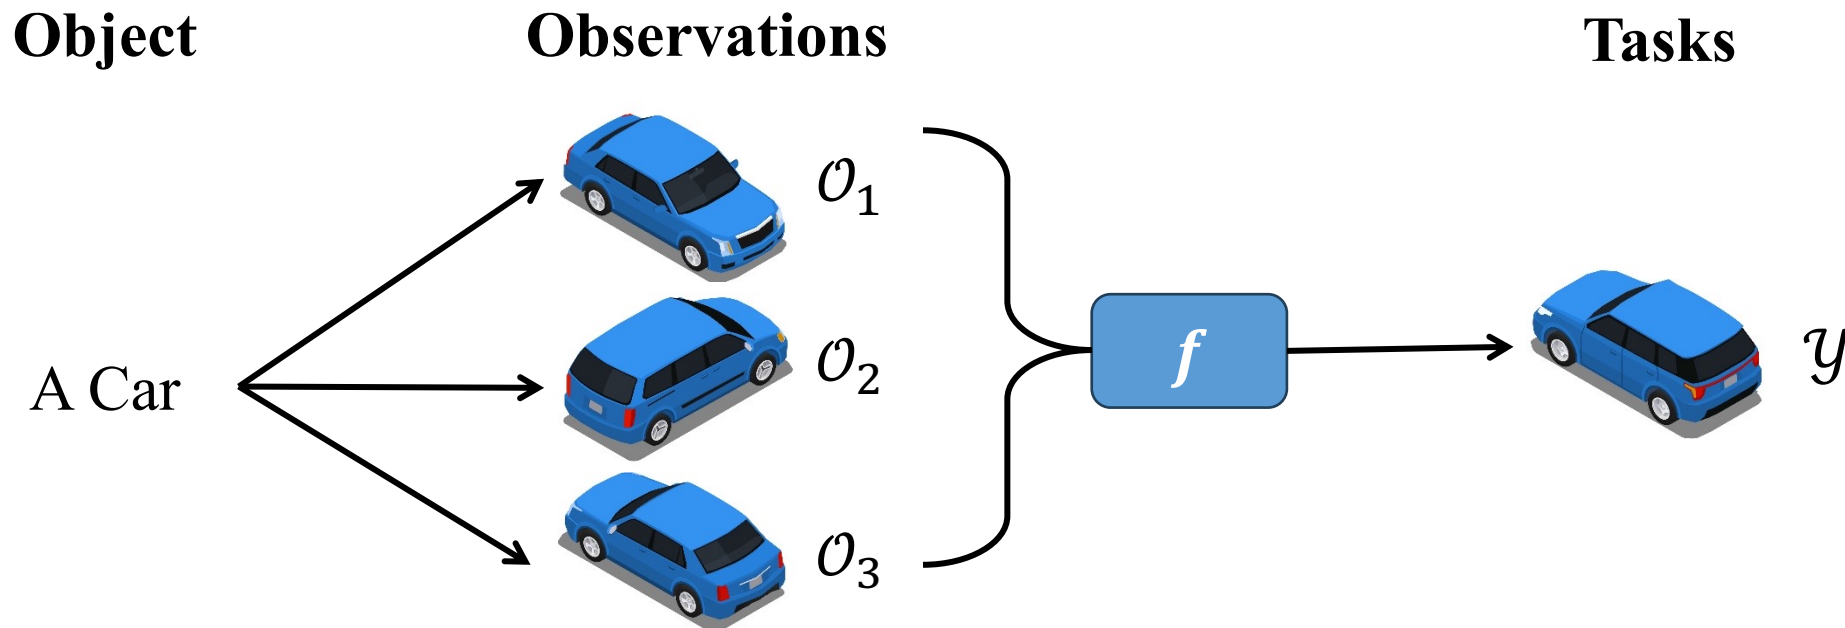 Object
Observations
Tasks
𝒪1
𝒪2
A Car
f
𝒴
𝒪3